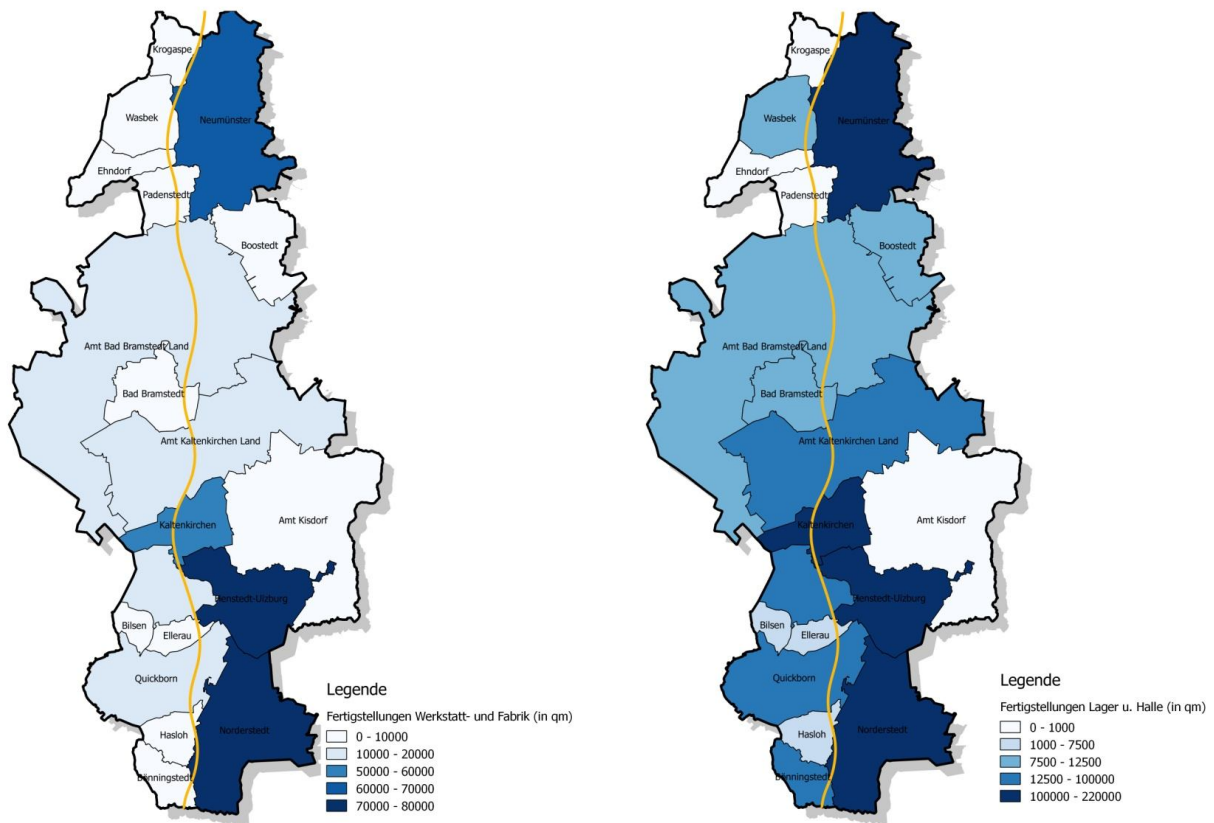 Krogaspe
Wasbek
Neumünster
Ehndorf
Padenstedt
Boostedt
Amt Bad Bramstedt Land
Bad Bramstedt
Amt Kaltenkirchen Land
Kaltenkirchen
Amt Kisdorf
Henstedt-Ulzburg
Bilsen
Ellerau
Quickborn
Hasloh
Norderstedt
Bönningstedt
Legende
Fertigstellungen Werkstatt- und Fabrik (in qm)
0 - 10000
10000 - 20000
50000 - 60000
60000 - 70000
70000 - 80000
Krogaspe
Wasbek
Neumünster
Ehndorf
Padenstedt
Boostedt
Amt Bad Bramstedt Land
Bad Bramstedt
Amt Kaltenkirchen Land
Kaltenkirchen
Amt Kisdorf
Henstedt-Ulzburg
Bilsen
Ellerau
Quickborn
Hasloh
Norderstedt
Bönningstedt
Legende
Fertigstellungen Lager u. Halle (in qm)
0 - 1000
1000 - 7500
7500 - 12500
12500 - 100000
100000 - 220000